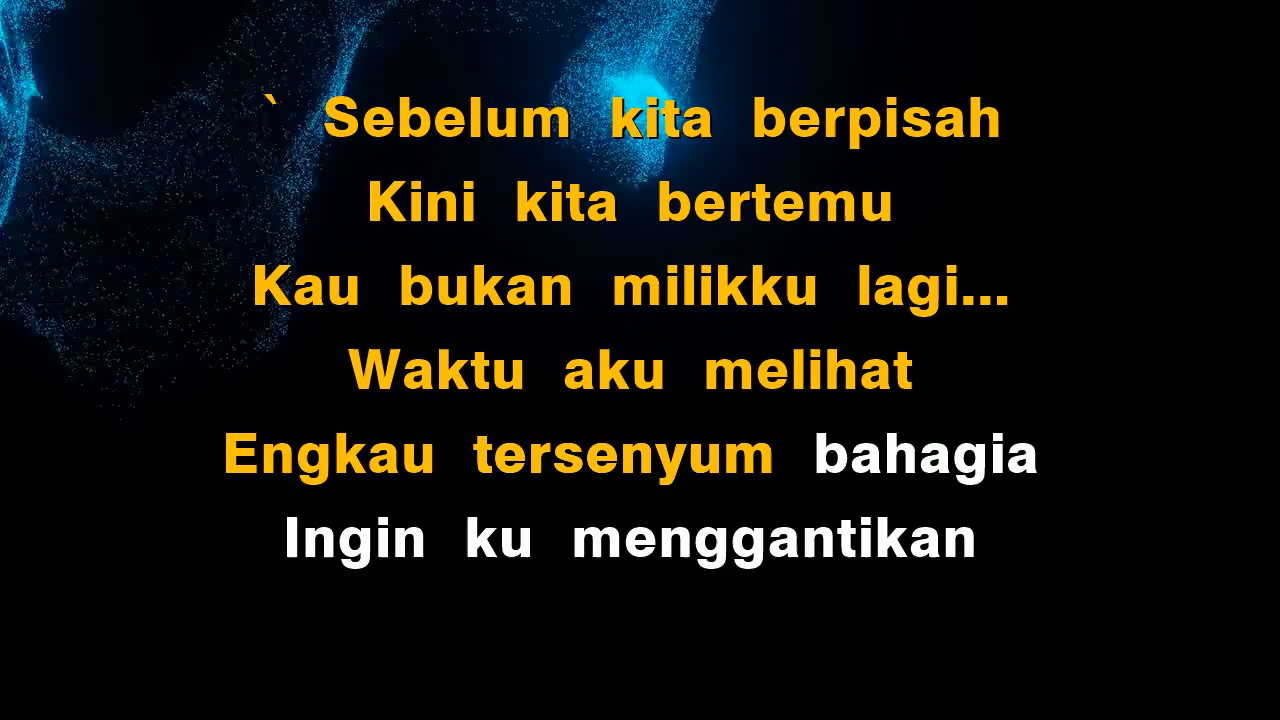 ` Sebelum kita berpisah
Kini kita bertemu
Kau bukan milikku lagi...
Waktu aku melihat
Engkau tersenyum bahagia
Ingin ku menggantikan